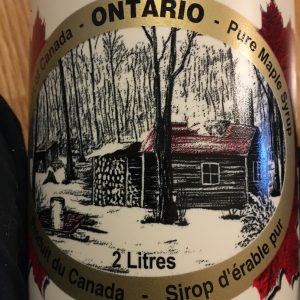 Canada - ONTARIO - Pure Maple Syrup
2 Litres
du Canada - Sirop d'érable pur